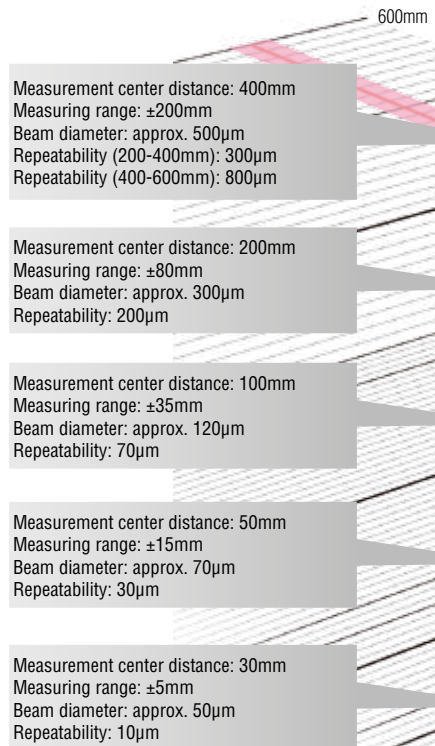 600mm
Measurement center distance: 400mm
Measuring range: ±200mm
Beam diameter: approx. 500μm
Repeatability (200-400mm): 300μm
Repeatability (400-600mm): 800μm
Measurement center distance: 200mm
Measuring range: ±80mm
Beam diameter: approx. 300μm
Repeatability: 200μm
Measurement center distance: 100mm
Measuring range: ±35mm
Beam diameter: approx. 120μm
Repeatability: 70μm
Measurement center distance: 50mm
Measuring range: ±15mm
Beam diameter: approx. 70μm
Repeatability: 30μm
Measurement center distance: 30mm
Measuring range: ±5mm
Beam diameter: approx. 50μm
Repeatability: 10μm